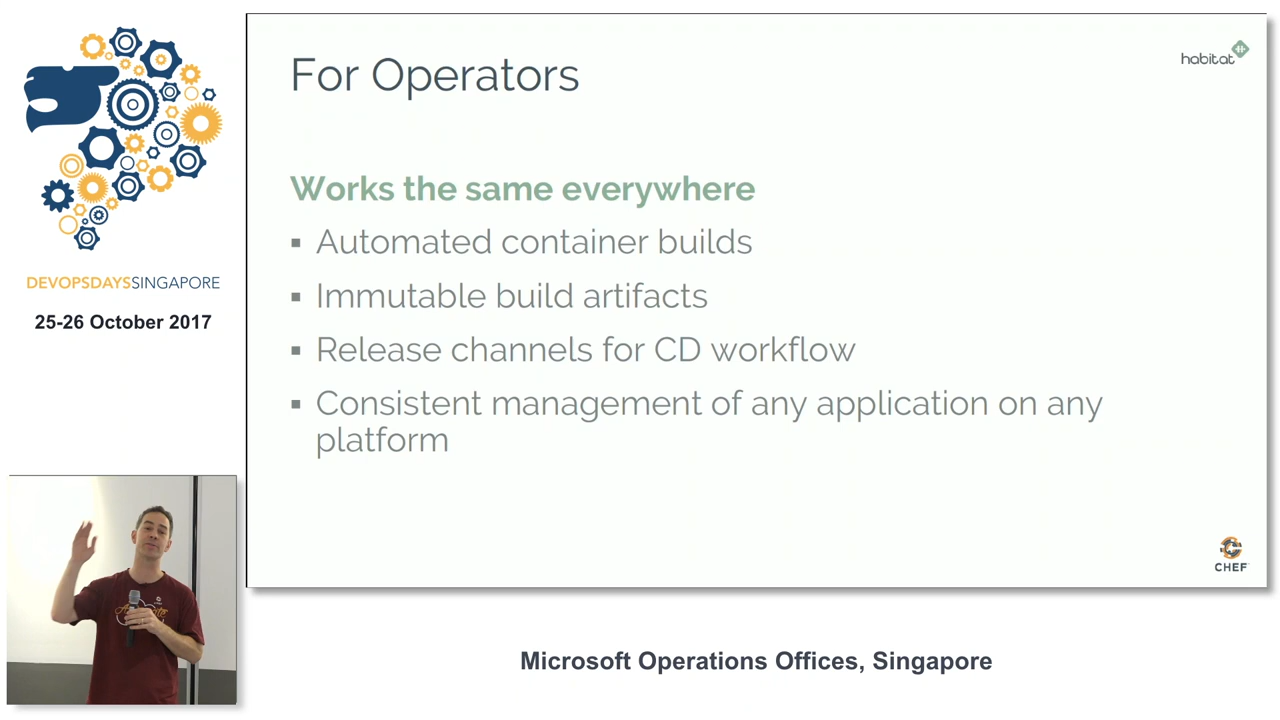 DEVOPSDAYSSINGAPORE
25-26 October 2017
For Operators
habitat
Works the same everywhere
▪ Automated container builds
▪ Immutable build artifacts
▪ Release channels for CD workflow
▪ Consistent management of any application on any
platform
CHEF
Microsoft Operations Offices, Singapore